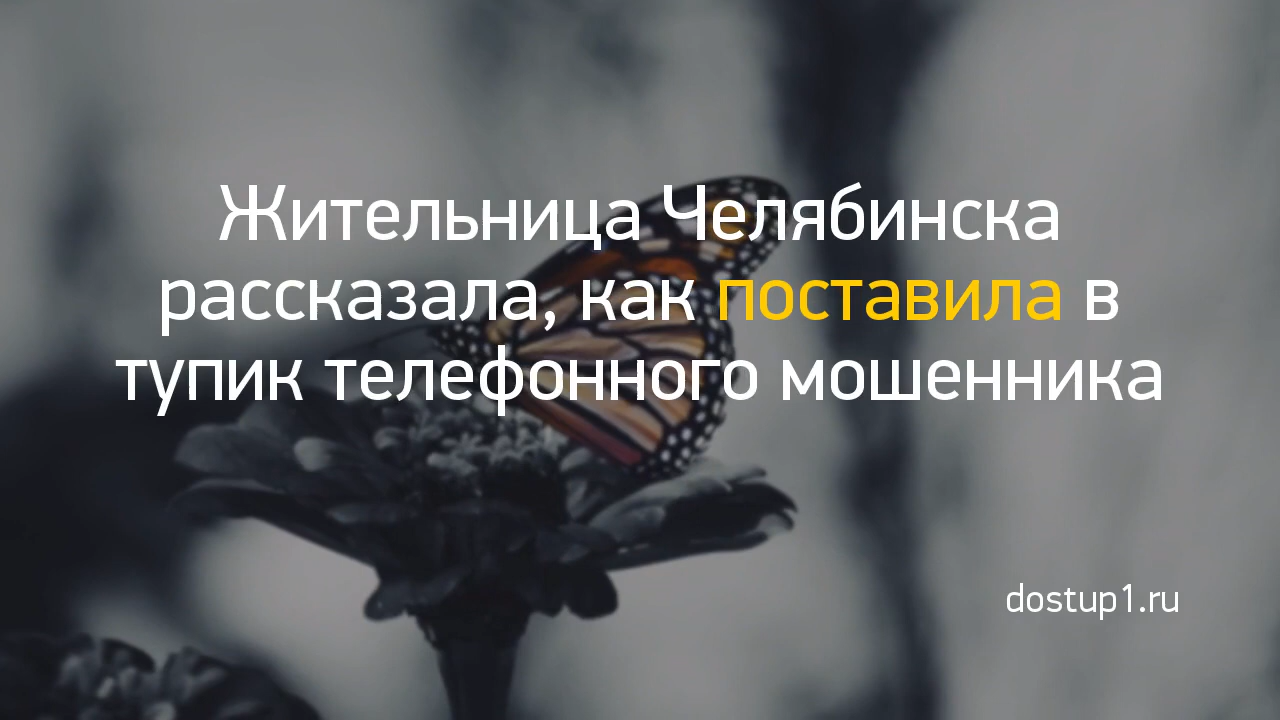 Жительница Челябинска
рассказала, как поставила в
тупик телефонного мошенника
dostup1.ru